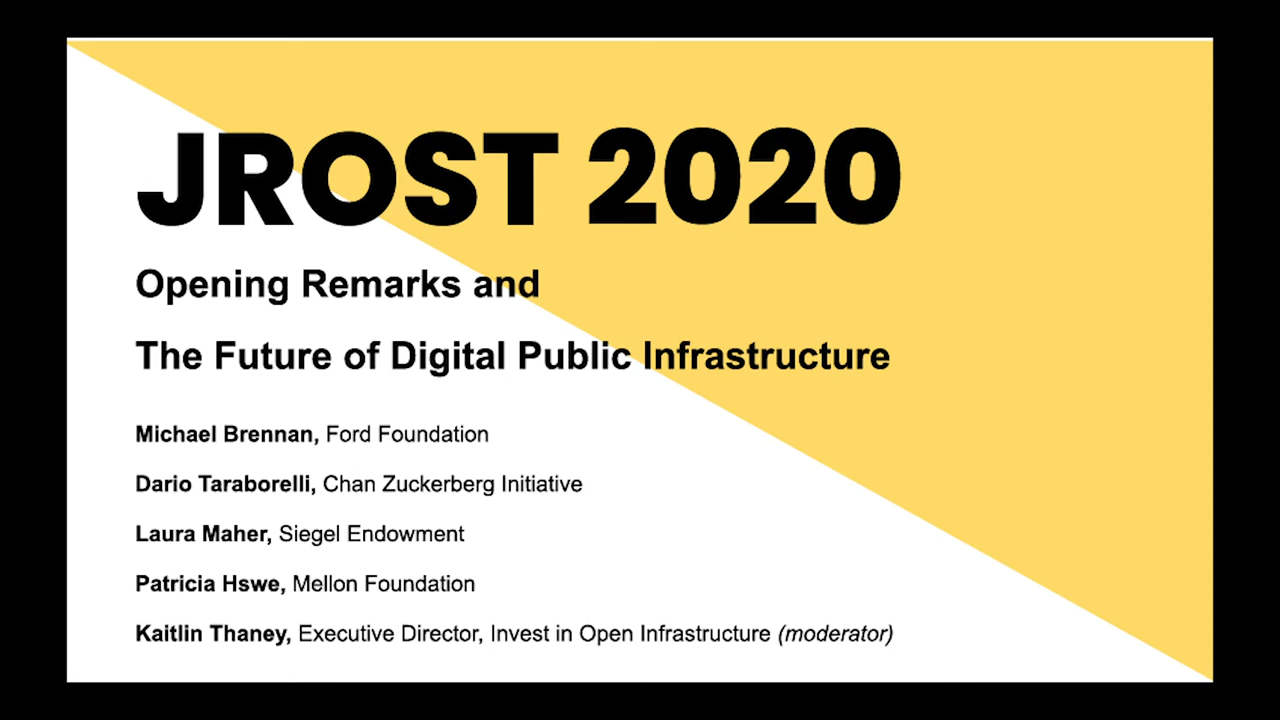 JROST 2020
Opening Remarks and
The Future of Digital Public Infrastructure
Michael Brennan, Ford Foundation
Dario Taraborelli, Chan Zuckerberg Initiative
Laura Maher, Siegel Endowment
Patricia Hswe, Mellon Foundation
Kaitlin Thaney, Executive Director, Invest in Open Infrastructure (moderator)